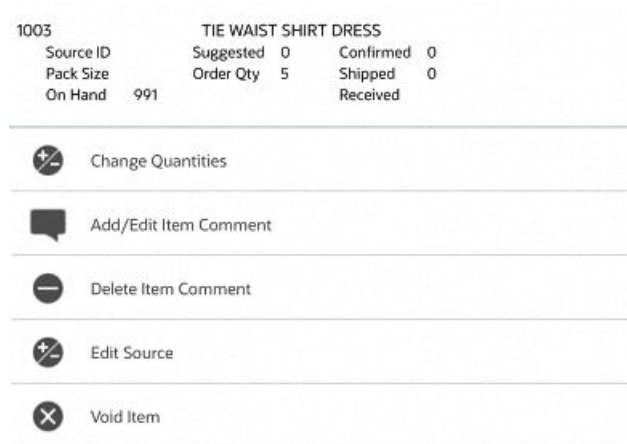 1003 TIE WAIST SHIRT DRESS
Source ID Suggested 0 Confirmed 0
Pack Size Order Qty 5 Shipped 0
On Hand 991 Received
Change Quantities
Add/Edit Item Comment
Delete Item Comment
Edit Source
Void Item